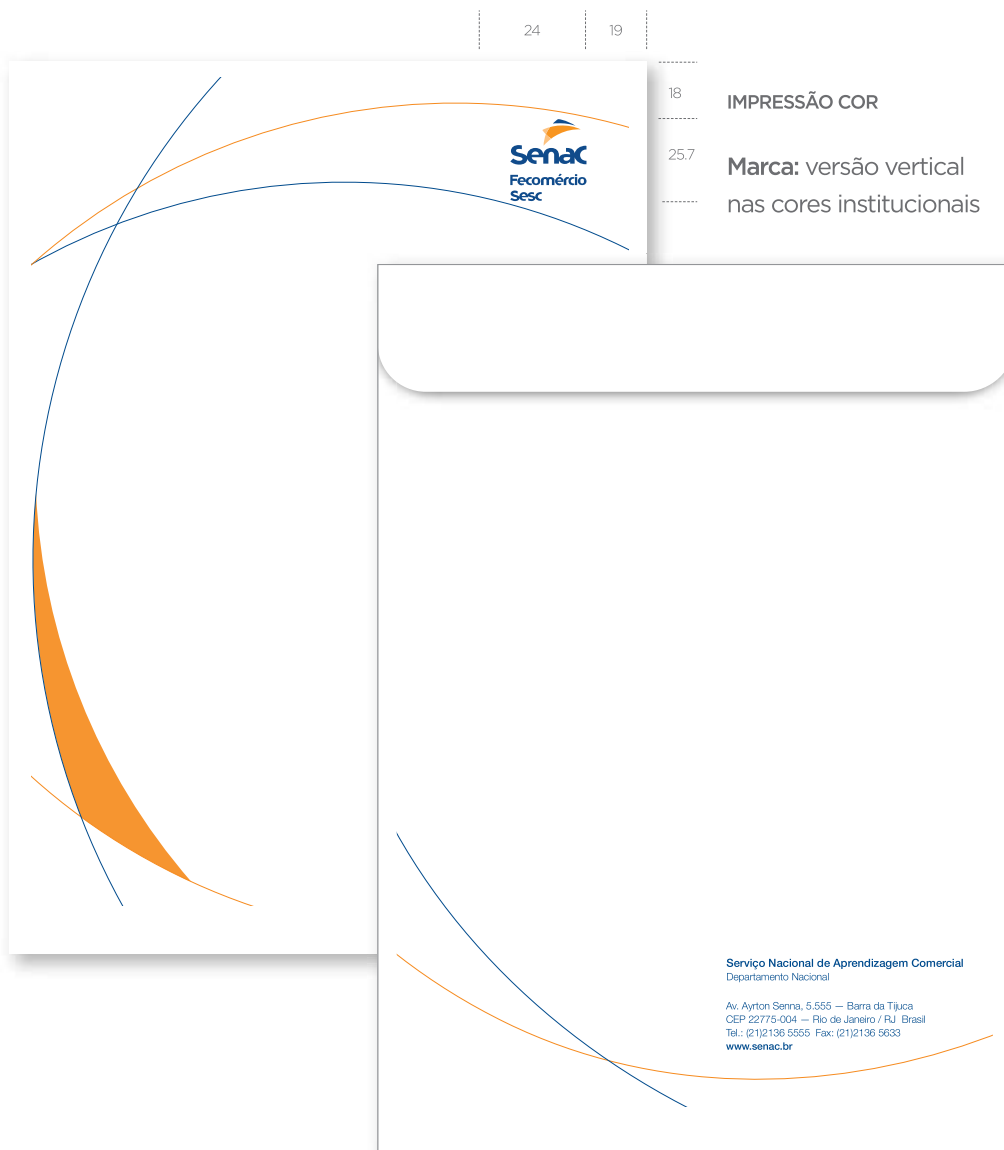 24
19
18
25.7
IMPRESSÃO COR
Marca: versão vertical
nas cores institucionais
Senac
Fecomércio
Sesc
Serviço Nacional de Aprendizagem Comercial
Departamento Nacional
Av. Ayrton Senna, 5.555 — Barra da Tijuca
CEP 22775-004 — Rio de Janeiro / RJ Brasil
Tel.: (21)2136 5555 Fax: (21)2136 5633
www.senac.br